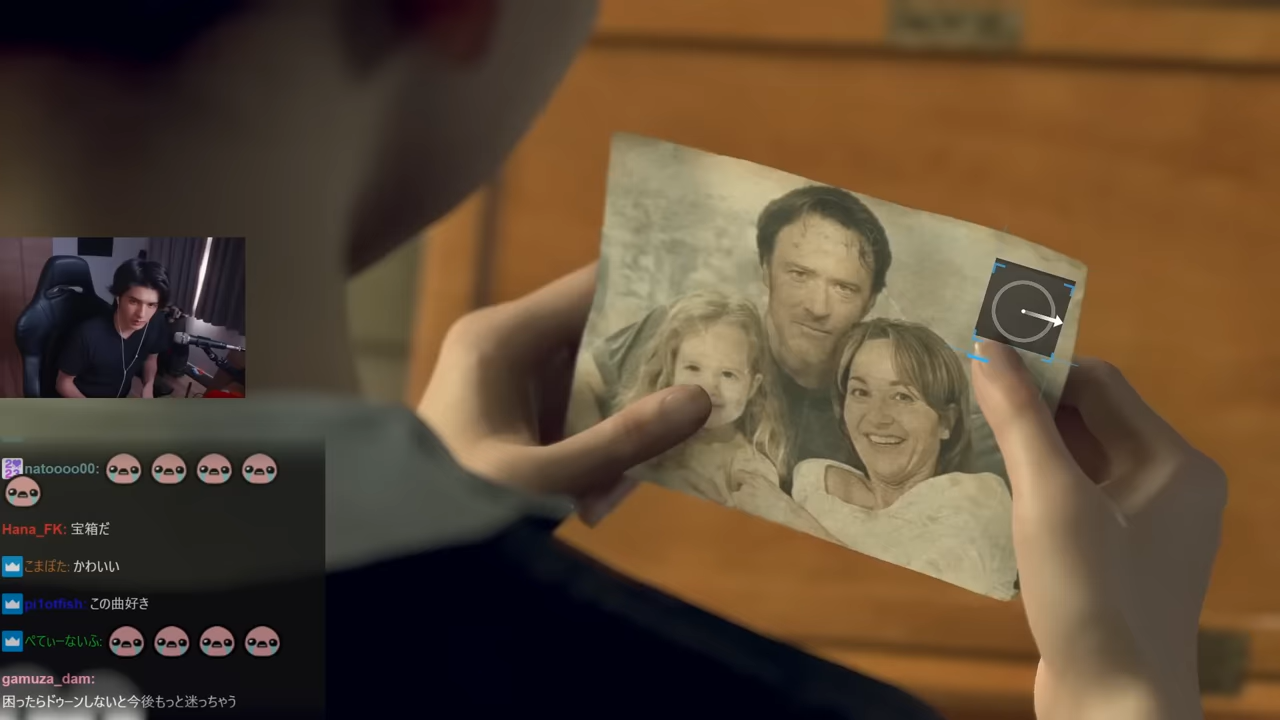 natoooo00:
Hana_FK: 宝箱だ
こまぽた: かわいい
pi1otfish: この曲好き
ぺてぃーないふ:
gamuza_dam:
困ったらドゥーンしないと今後もっと迷っちゃう